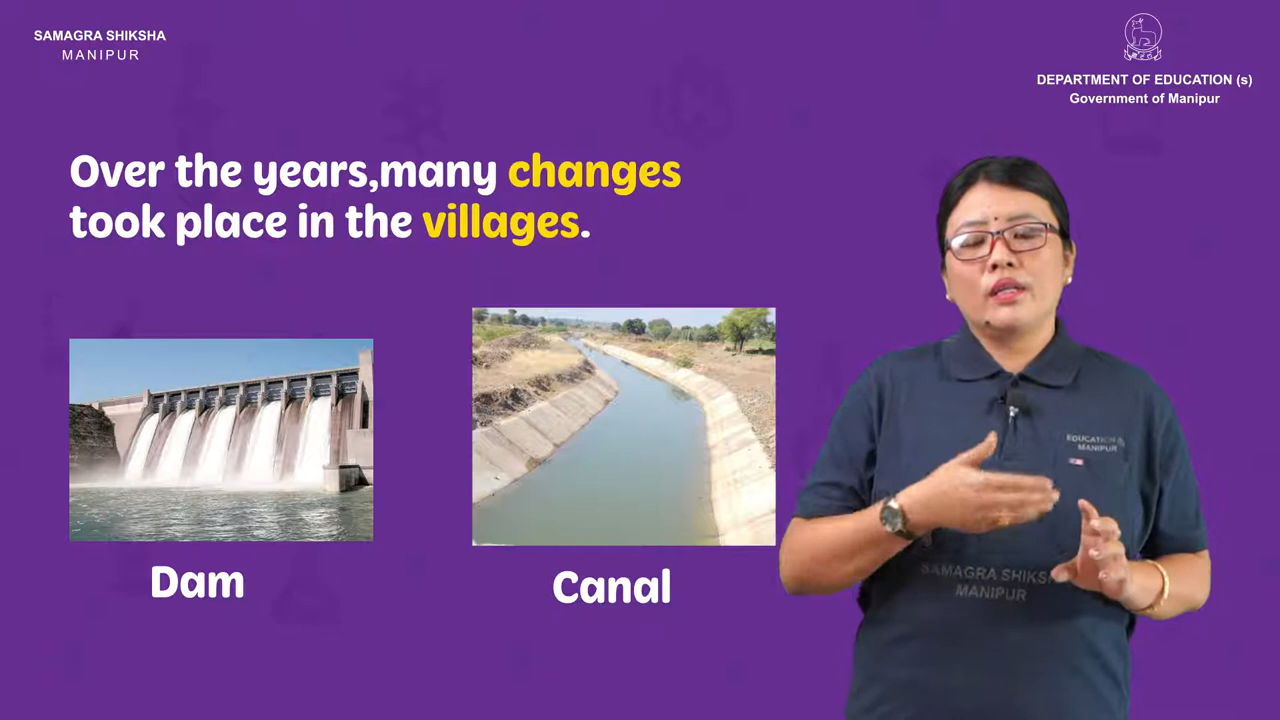 SAMAGRA SHIKSHA
MANIPUR
DEPARTMENT OF EDUCATION (s)
Government of Manipur
Over the years,many changes
took place in the villages.
Dam
Canal
EDUCATION
MANIPUR
SAMAGRA SHIKSHA
MANIPUR